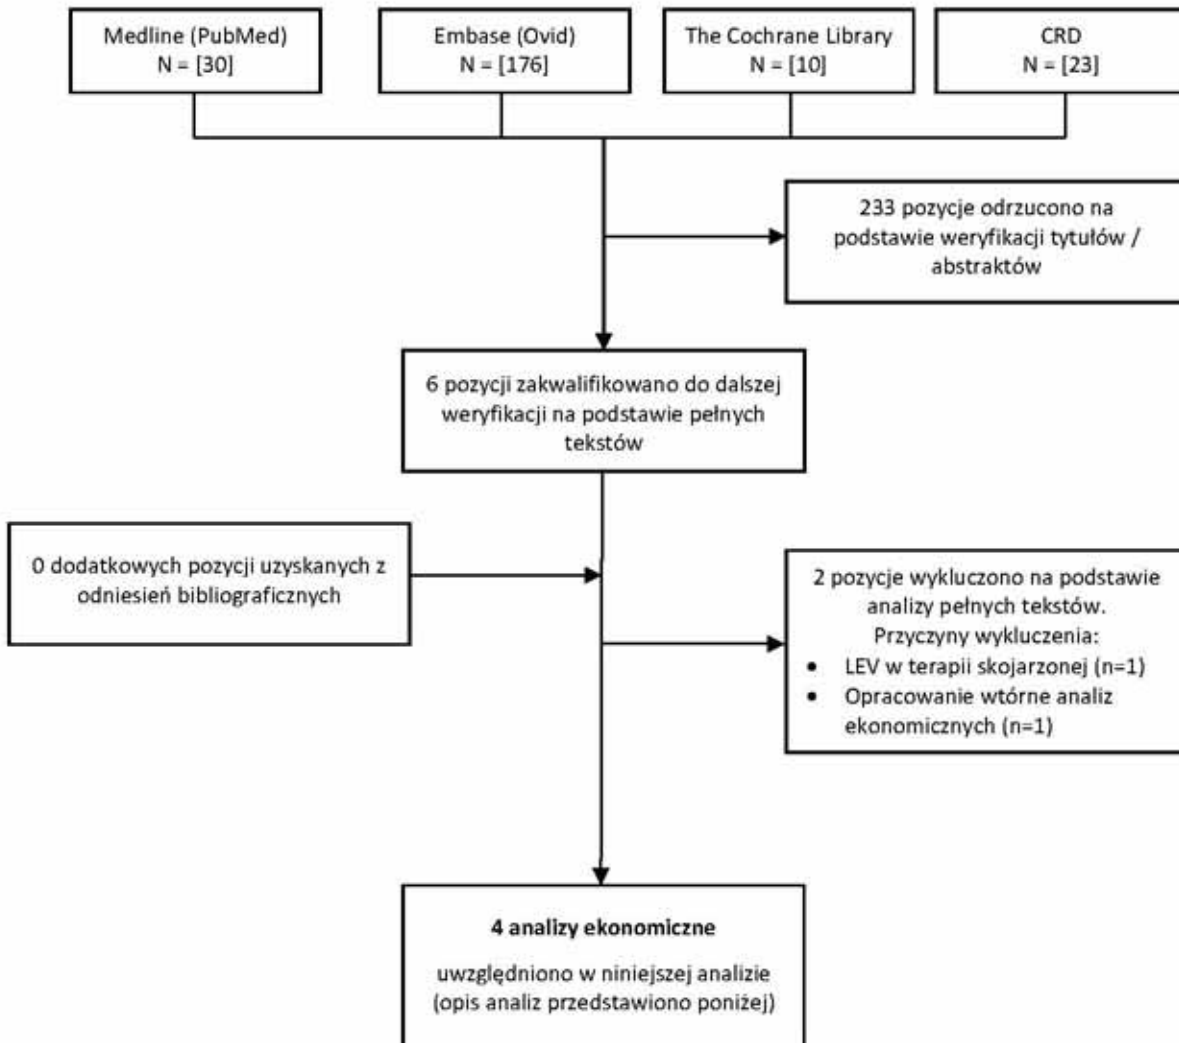 Medline (PubMed)
N = [30]
Embase (Ovid)
N = [176]
The Cochrane Library
N = [10]
CRD
N = [23]
233 pozycje odrzucono na
podstawie weryfikacji tytułów /
abstraktów
6 pozycji zakwalifikowano do dalszej
weryfikacji na podstawie pełnych
tekstów
0 dodatkowych pozycji uzyskanych z
odniesień bibliograficznych
2 pozycje wykluczono na podstawie
analizy pełnych tekstów.
Przyczyny wykluczenia:
• LEV w terapii skojarzonej (n=1)
• Opracowanie wtórne analiz
ekonomicznych (n=1)
4 analizy ekonomiczne
uwzględniono w niniejszej analizie
(opis analiz przedstawiono poniżej)